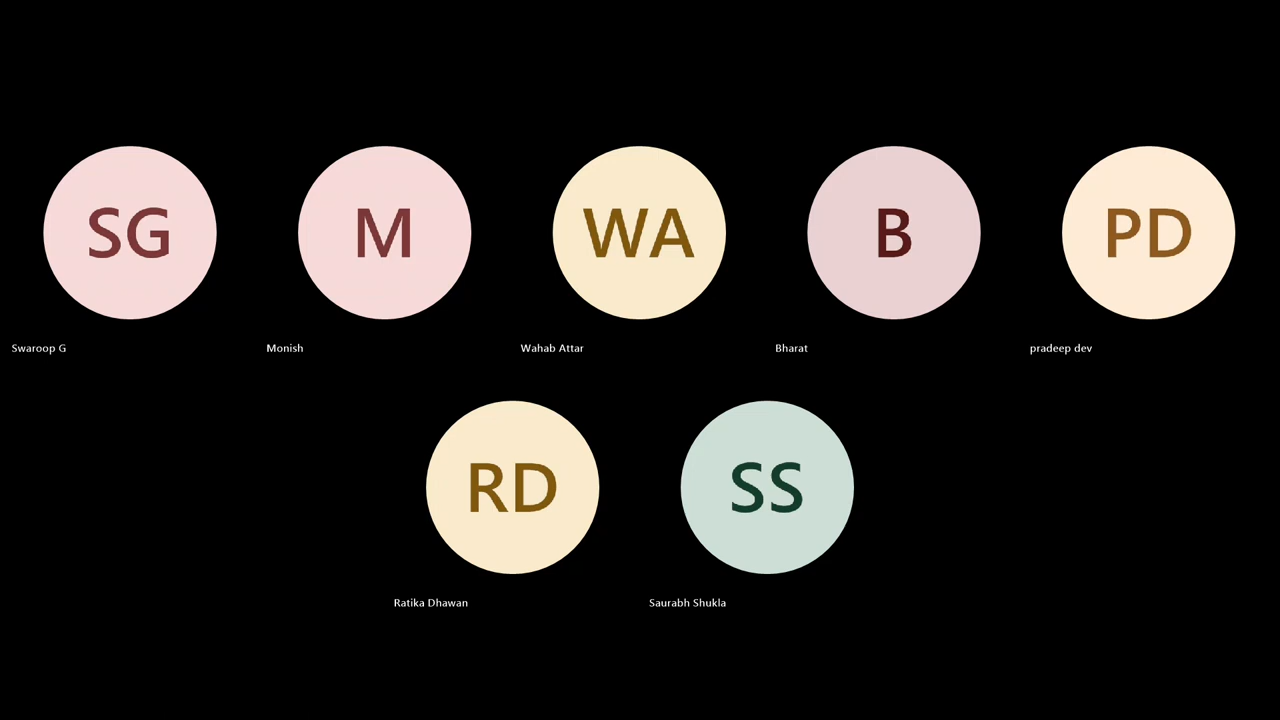 SG
M
WA
B
PD
Swaroop G
Monish
Wahab Attar
Bharat
pradeep dev
RD
SS
Ratika Dhawan
Saurabh Shukla